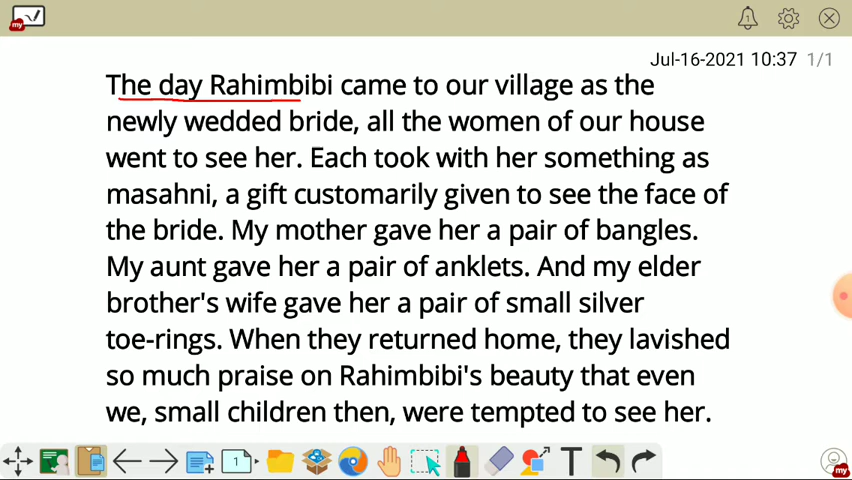 my
1
Jul-16-2021 10:37 1/1
The day Rahimbibi came to our village as the
newly wedded bride, all the women of our house
went to see her. Each took with her something as
masahni, a gift customarily given to see the face of
the bride. My mother gave her a pair of bangles.
My aunt gave her a pair of anklets. And my elder
brother's wife gave her a pair of small silver
toe-rings. When they returned home, they lavished
so much praise on Rahimbibi's beauty that even
we, small children then, were tempted to see her.
1 T my